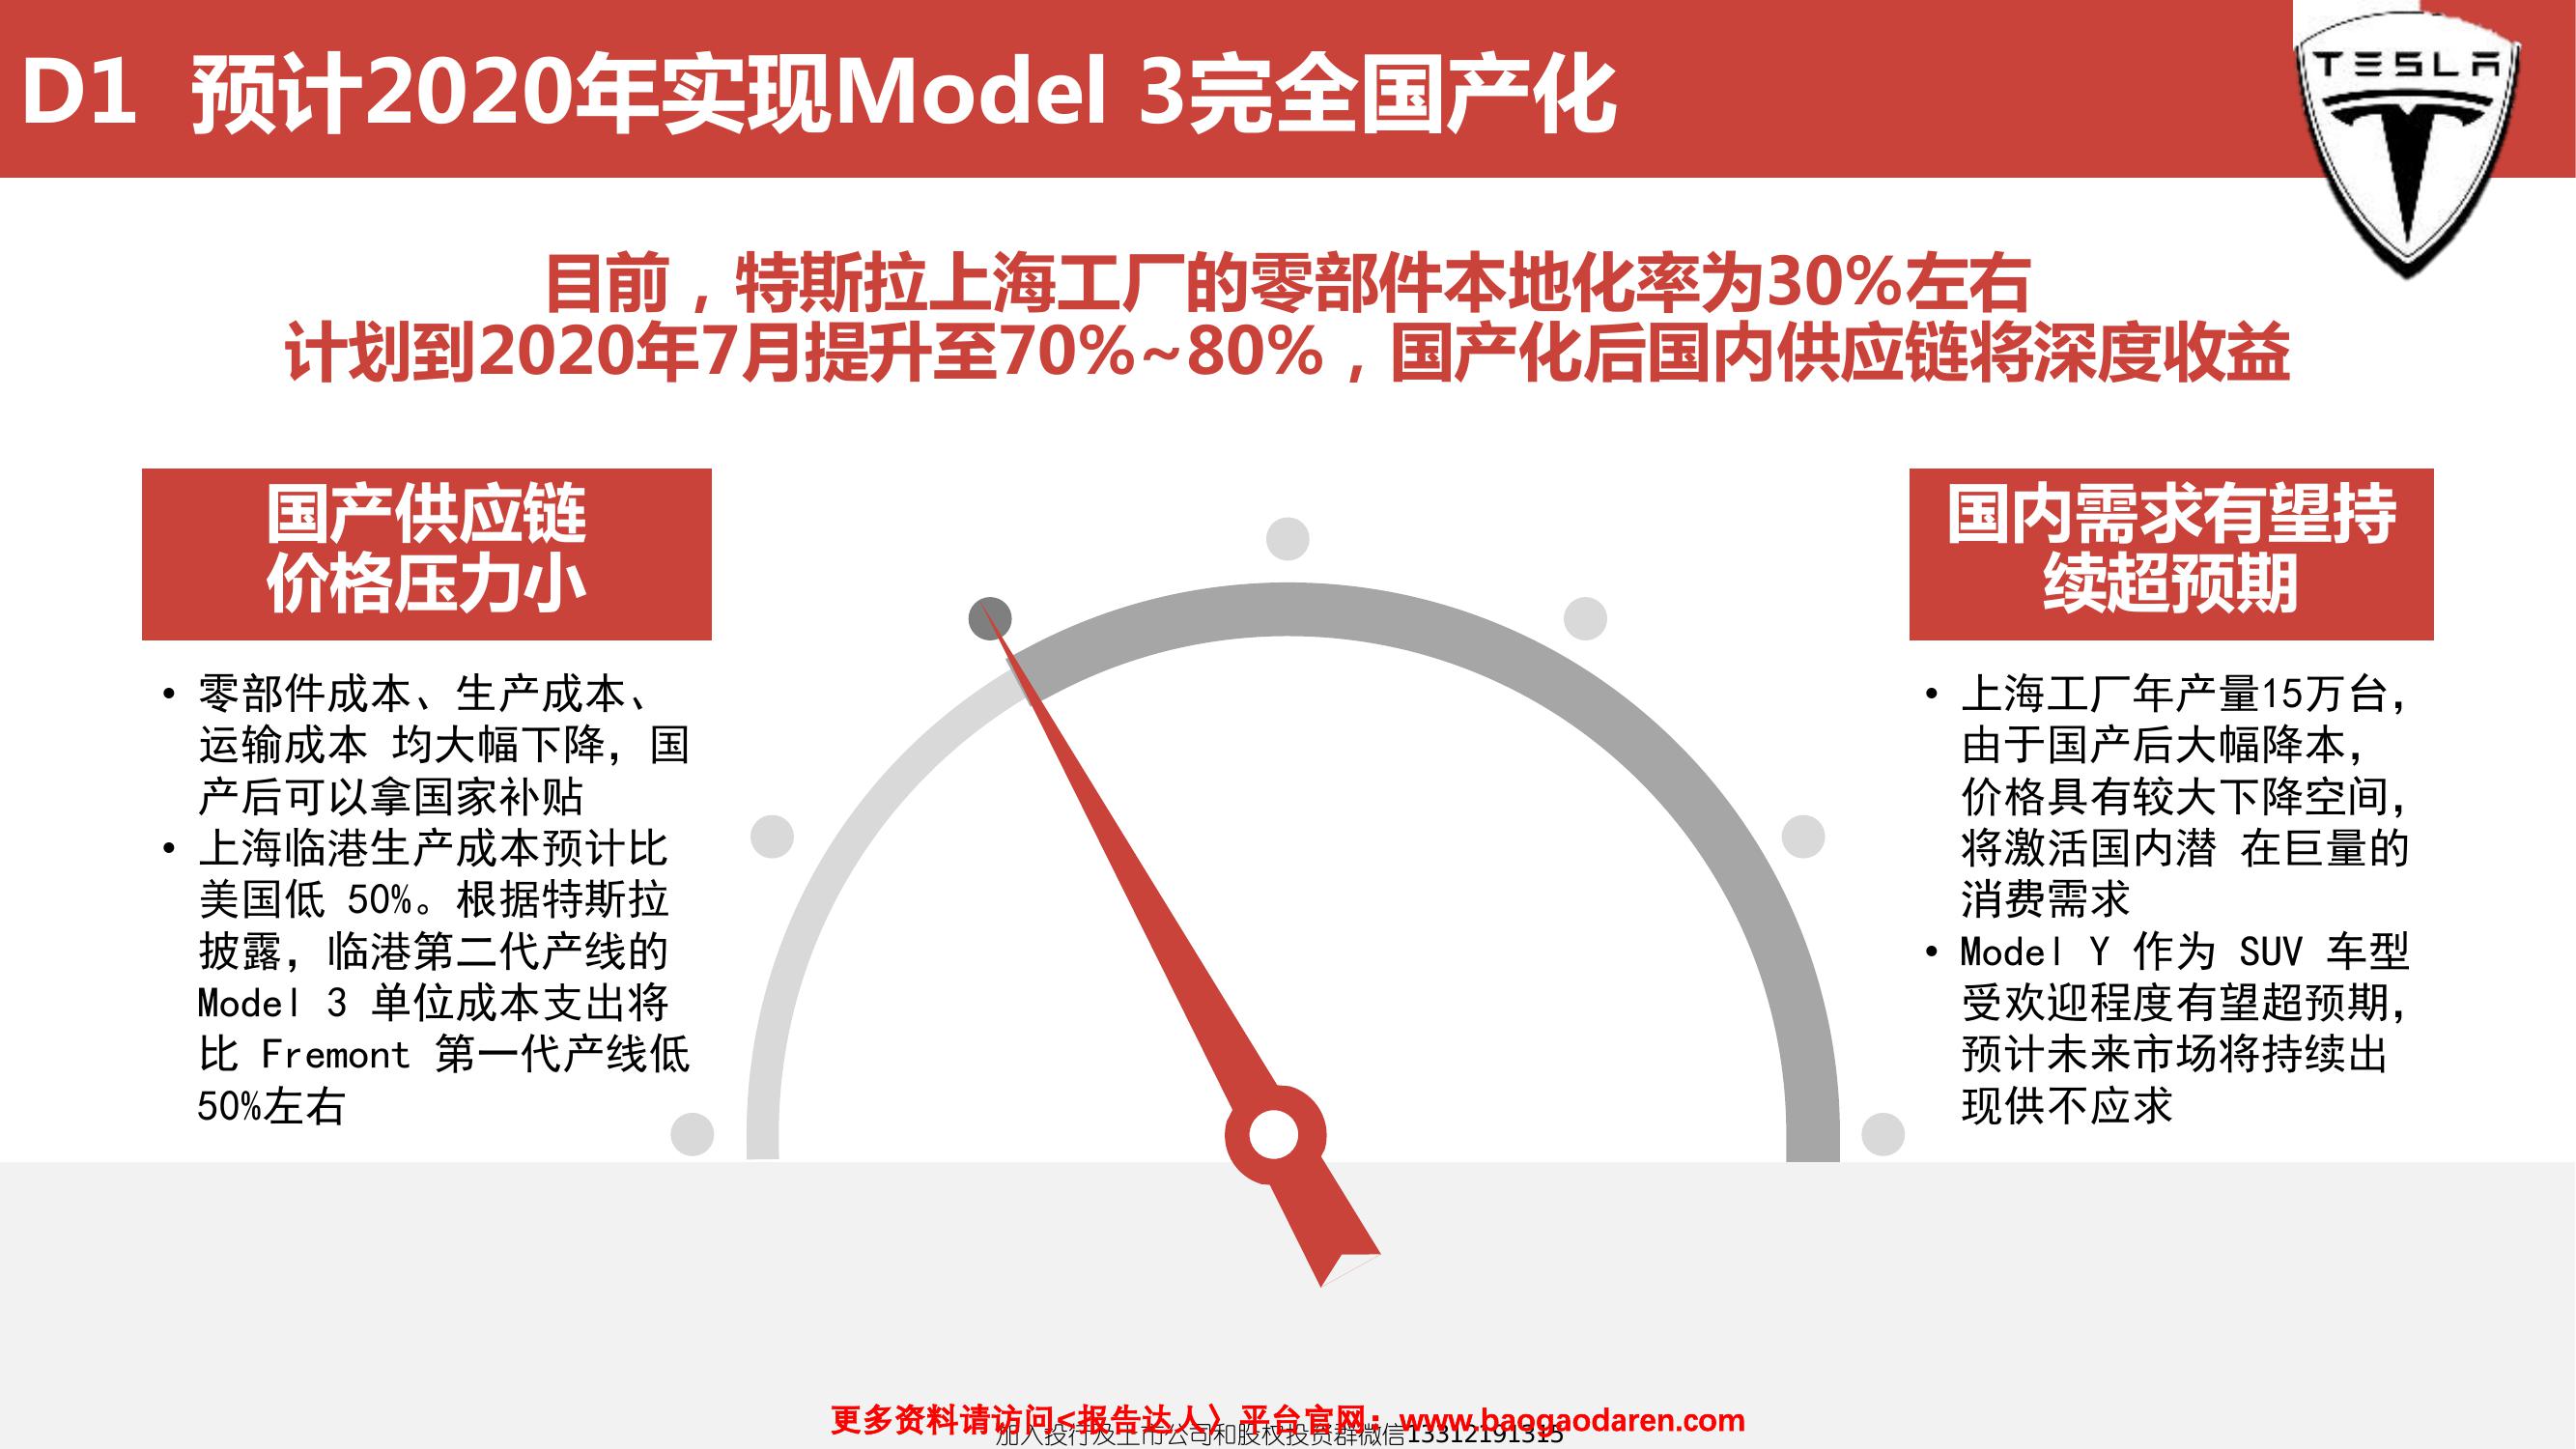 D1 预计2020年实现Model 3完全国产化
TESLA
目前，特斯拉上海工厂的零部件本地化率为30%左右
计划到2020年7月提升至70%~80%，国产化后国内供应链将深度收益
国产供应链
价格压力小
• 零部件成本、生产成本、
运输成本 均大幅下降，国
产后可以拿国家补贴
• 上海临港生产成本预计比
美国低 50%。根据特斯拉
披露，临港第二代产线的
Model 3 单位成本支出将
比 Fremont 第一代产线低
50%左右
国内需求有望持
续超预期
• 上海工厂年产量15万台，
由于国产后大幅降本，
价格具有较大下降空间，
将激活国内潜 在巨量的
消费需求
• Model Y 作为 SUV 车型
受欢迎程度有望超预期，
预计未来市场将持续出
现供不应求
更多资料请访问<报告达人〉平台官网：www.baogaodaren.com
加入投行及上市公司和股权投资群微信13312191315